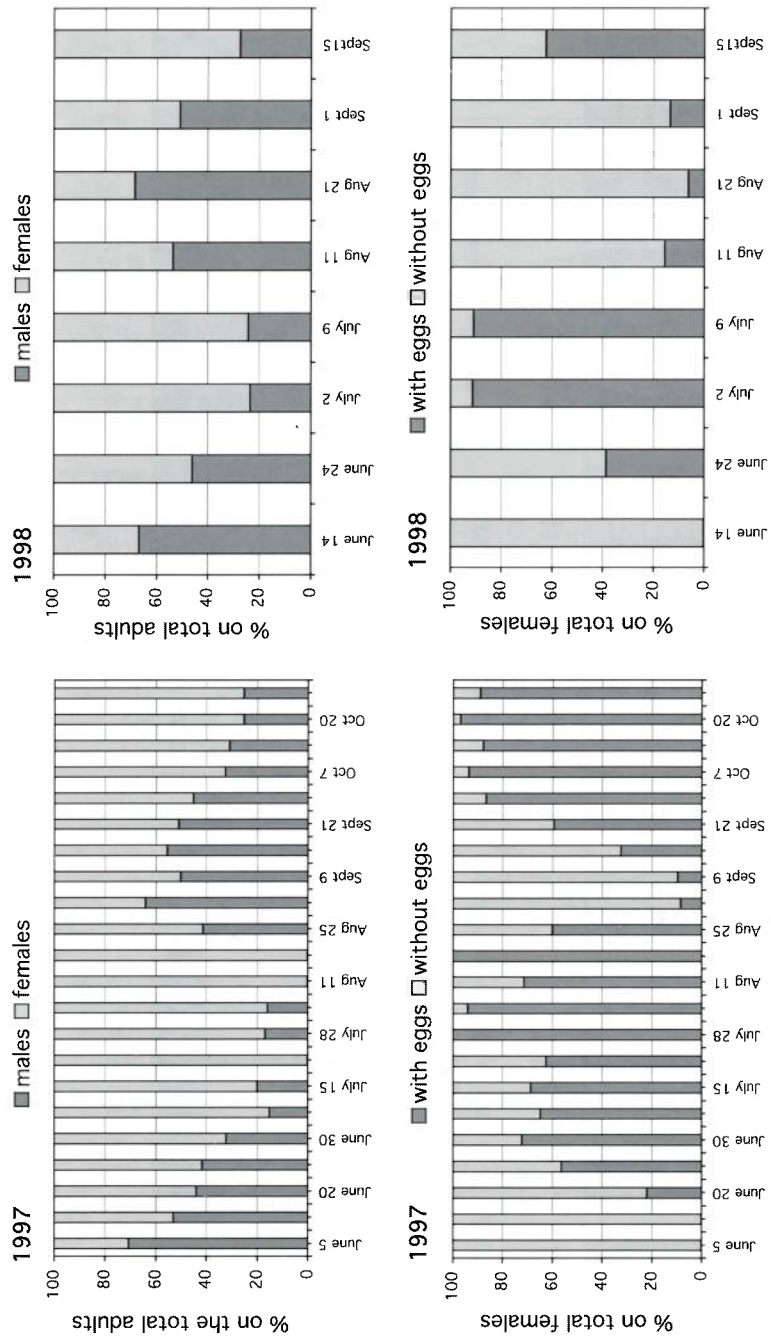 1997
■ males □ females
% on the total adults
100
80
60
40
20
0
June 5
June 20
June 30
July 15
July 28
Aug 11
Aug 25
Sept 9
Sept 21
Oct 7
Oct 20
1998
■ males □ females
% on total adults
100
80
60
40
20
0
June 14
June 24
July 2
July 9
Aug 11
Aug 21
Sept 1
Sept 15
1997
■ with eggs □ without eggs
% on total females
100
80
60
40
20
0
June 5
June 20
June 30
July 15
July 28
Aug 11
Aug 25
Sept 9
Sept 21
Oct 7
Oct 20
1998
■ with eggs □ without eggs
% on total females
100
80
60
40
20
0
June 14
June 24
July 2
July 9
Aug 11
Aug 21
Sept 1
Sept 15